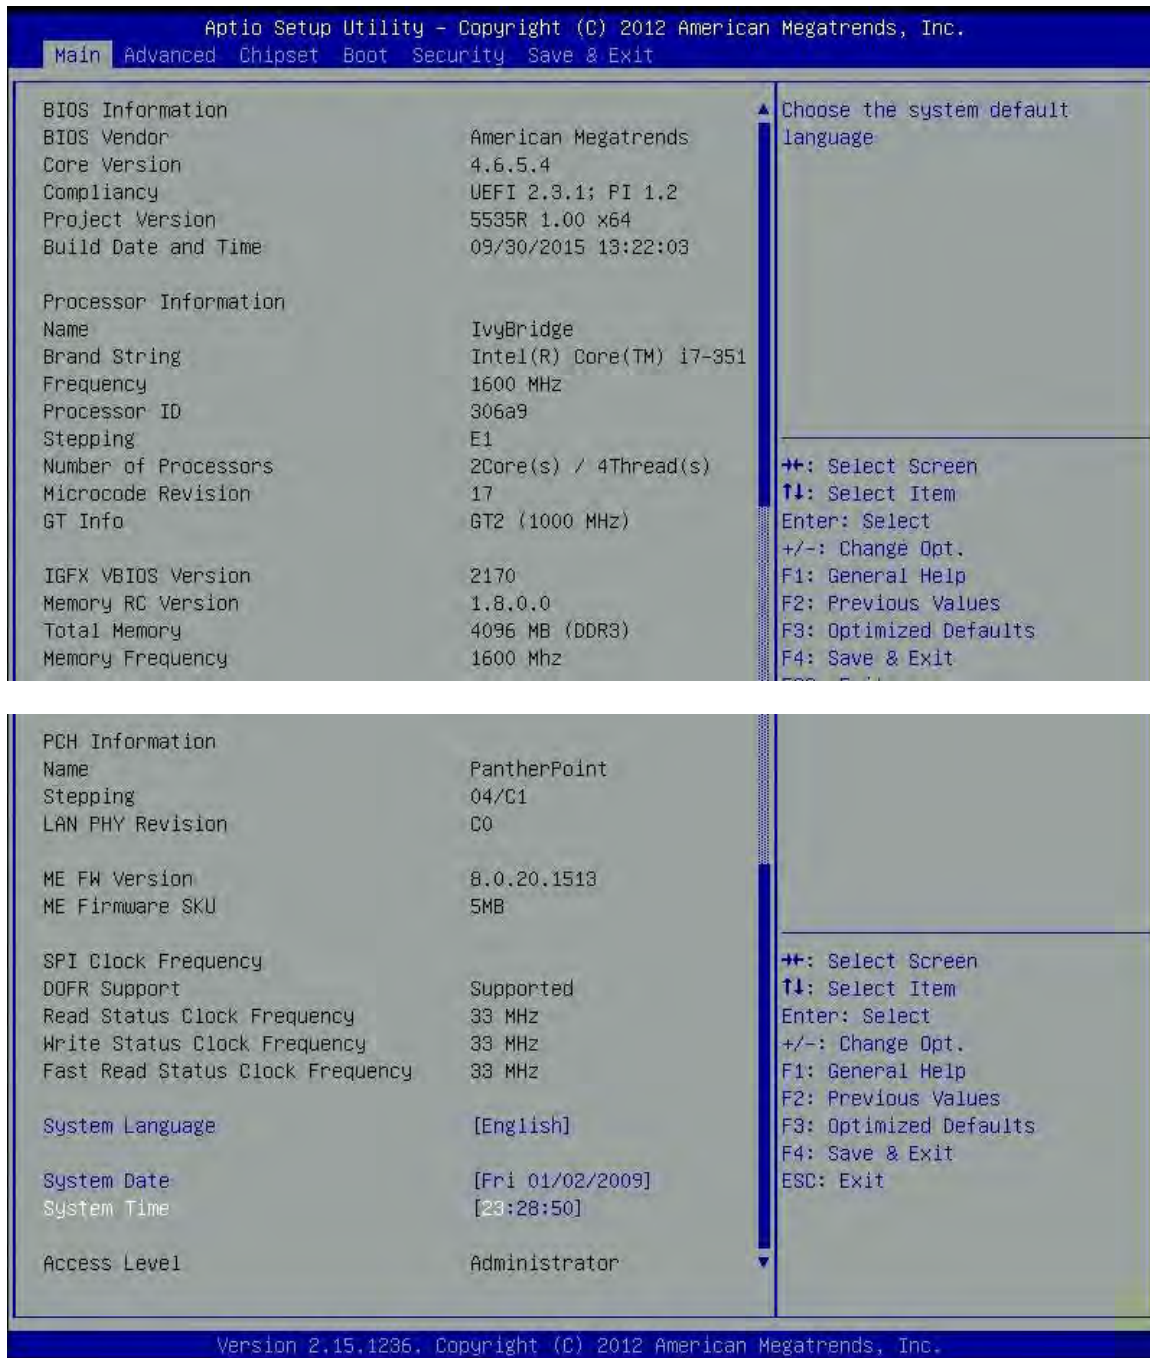 Aptio Setup Utility - Copyright (C) 2012 American Megatrends, Inc.
Main Advanced Chipset Boot Security Save & Exit
BIOS Information
BIOS Vendor American Megatrends
Core Version 4.6.5.4
Compliancy UEFI 2.3.1; PI 1.2
Project Version 5535R 1.00 x64
Build Date and Time 09/30/2015 13:22:03
Processor Information
Name IvyBridge
Brand String Intel(R) Core(TM) i7-351
Frequency 1600 MHz
Processor ID 306a9
Stepping E1
Number of Processors 2Core(s) / 4Thread(s)
Microcode Revision 17
GT Info GT2 (1000 MHz)
IGFX VBIOS Version 2170
Memory RC Version 1.8.0.0
Total Memory 4096 MB (DDR3)
Memory Frequency 1600 Mhz
Choose the system default
language
→←: Select Screen
↑↓: Select Item
Enter: Select
+/-: Change Opt.
F1: General Help
F2: Previous Values
F3: Optimized Defaults
F4: Save & Exit
PCH Information
Name PantherPoint
Stepping 04/C1
LAN PHY Revision C0
ME FW Version 8.0.20.1513
ME Firmware SKU 5MB
SPI Clock Frequency
DOFR Support Supported
Read Status Clock Frequency 33 MHz
Write Status Clock Frequency 33 MHz
Fast Read Status Clock Frequency 33 MHz
System Language [English]
System Date [Fri 01/02/2009]
System Time [23:28:50]
Access Level Administrator
→←: Select Screen
↑↓: Select Item
Enter: Select
+/-: Change Opt.
F1: General Help
F2: Previous Values
F3: Optimized Defaults
F4: Save & Exit
ESC: Exit
Version 2.15.1236. Copyright (C) 2012 American Megatrends, Inc.